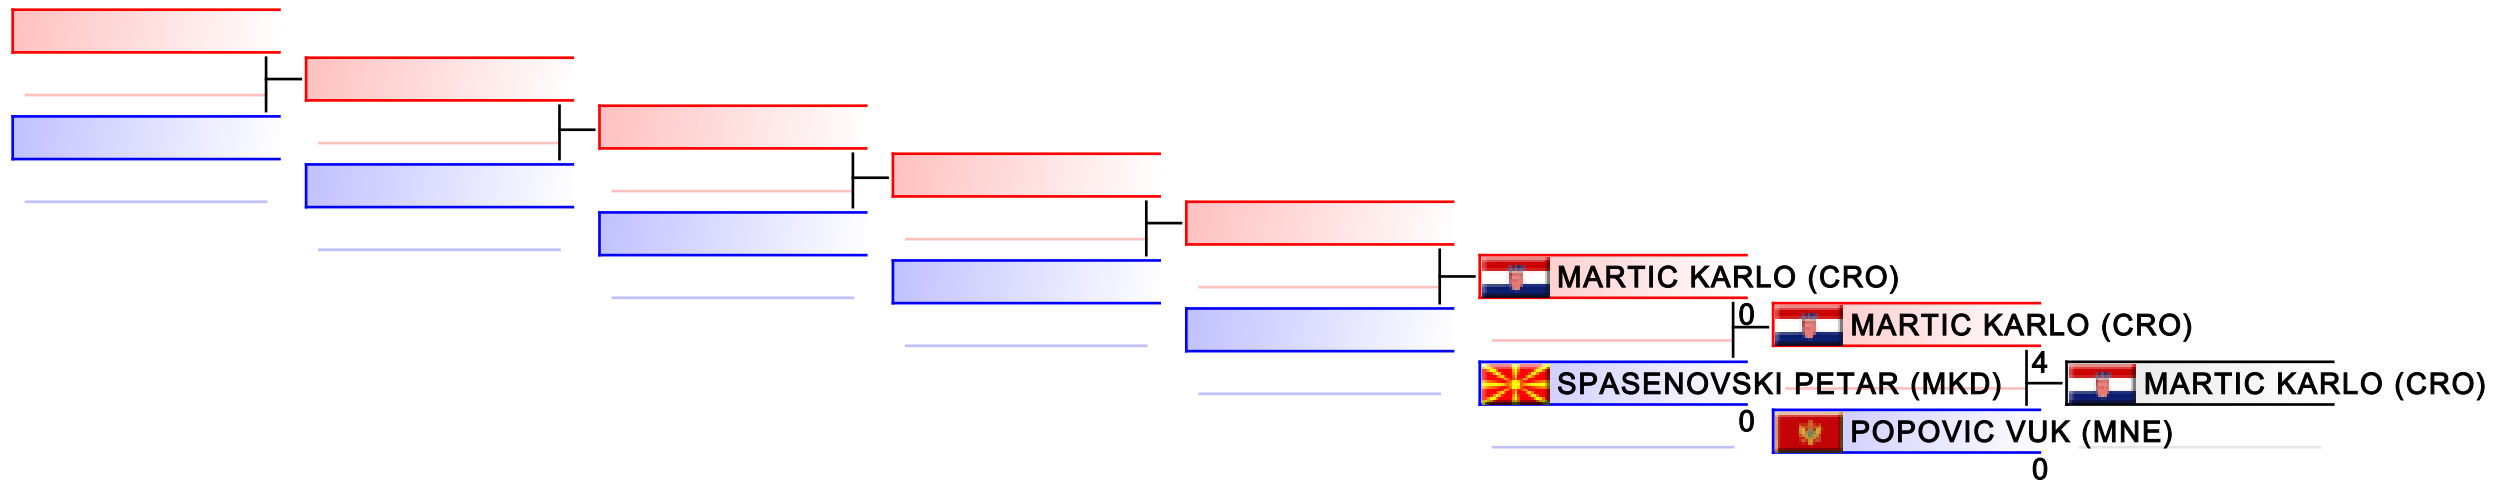 MARTIC KARLO (CRO)
0
MARTIC KARLO (CRO)
4
SPASENOVSKI PETAR (MKD)
MARTIC KARLO (CRO)
0
POPOVIC VUK (MNE)
0